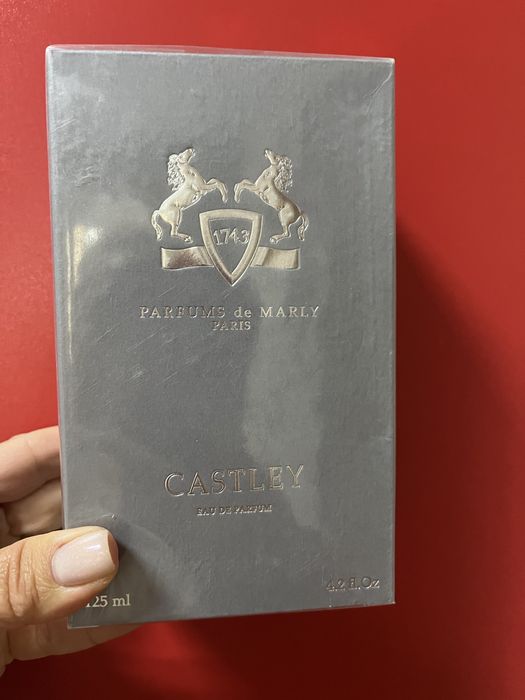 1743
PARFUMS de MARLY
PARIS
CASTLEY
EAU DE PARFUM
125 ml
4.2 fl.Oz